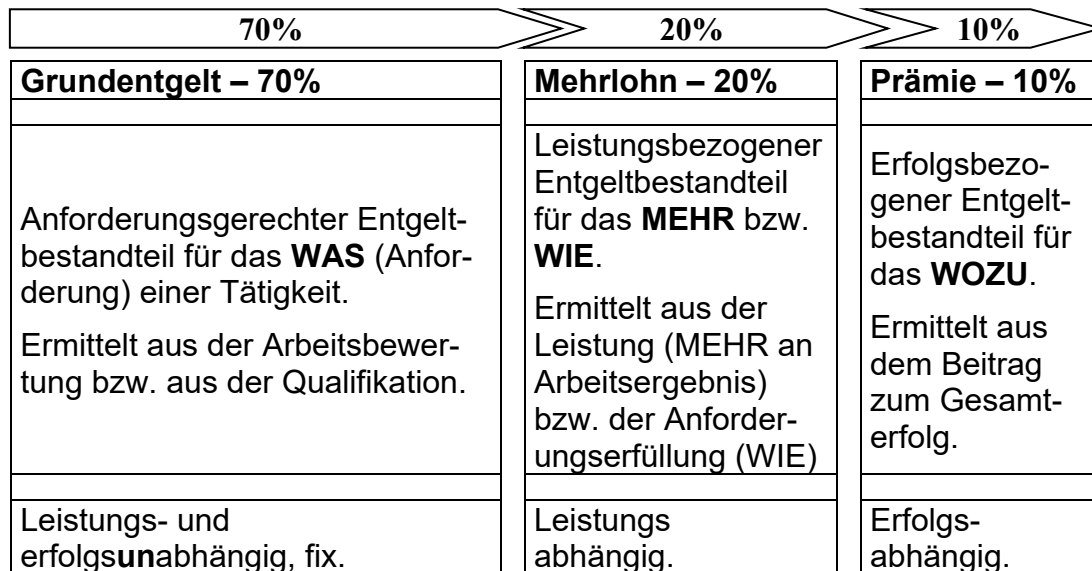 70%
20%
10%
Grundentgelt – 70%
Mehrlohn – 20%
Prämie – 10%
Anforderungsgerechter Entgelt-
bestandteil für das WAS (Anfor-
derung) einer Tätigkeit.
Ermittelt aus der Arbeitsbewer-
tung bzw. aus der Qualifikation.
Leistungsbezogener
Entgeltbestandteil
für das MEHR bzw.
WIE.
Ermittelt aus der
Leistung (MEHR an
Arbeitsergebnis)
bzw. der Anforder-
ungserfüllung (WIE)
Erfolgsbezo-
gener Entgelt-
bestandteil für
das WOZU.
Ermittelt aus
dem Beitrag
zum Gesamt-
erfolg.
Leistungs- und
erfolgsunabhängig, fix.
Leistungs
abhängig.
Erfolgs-
abhängig.